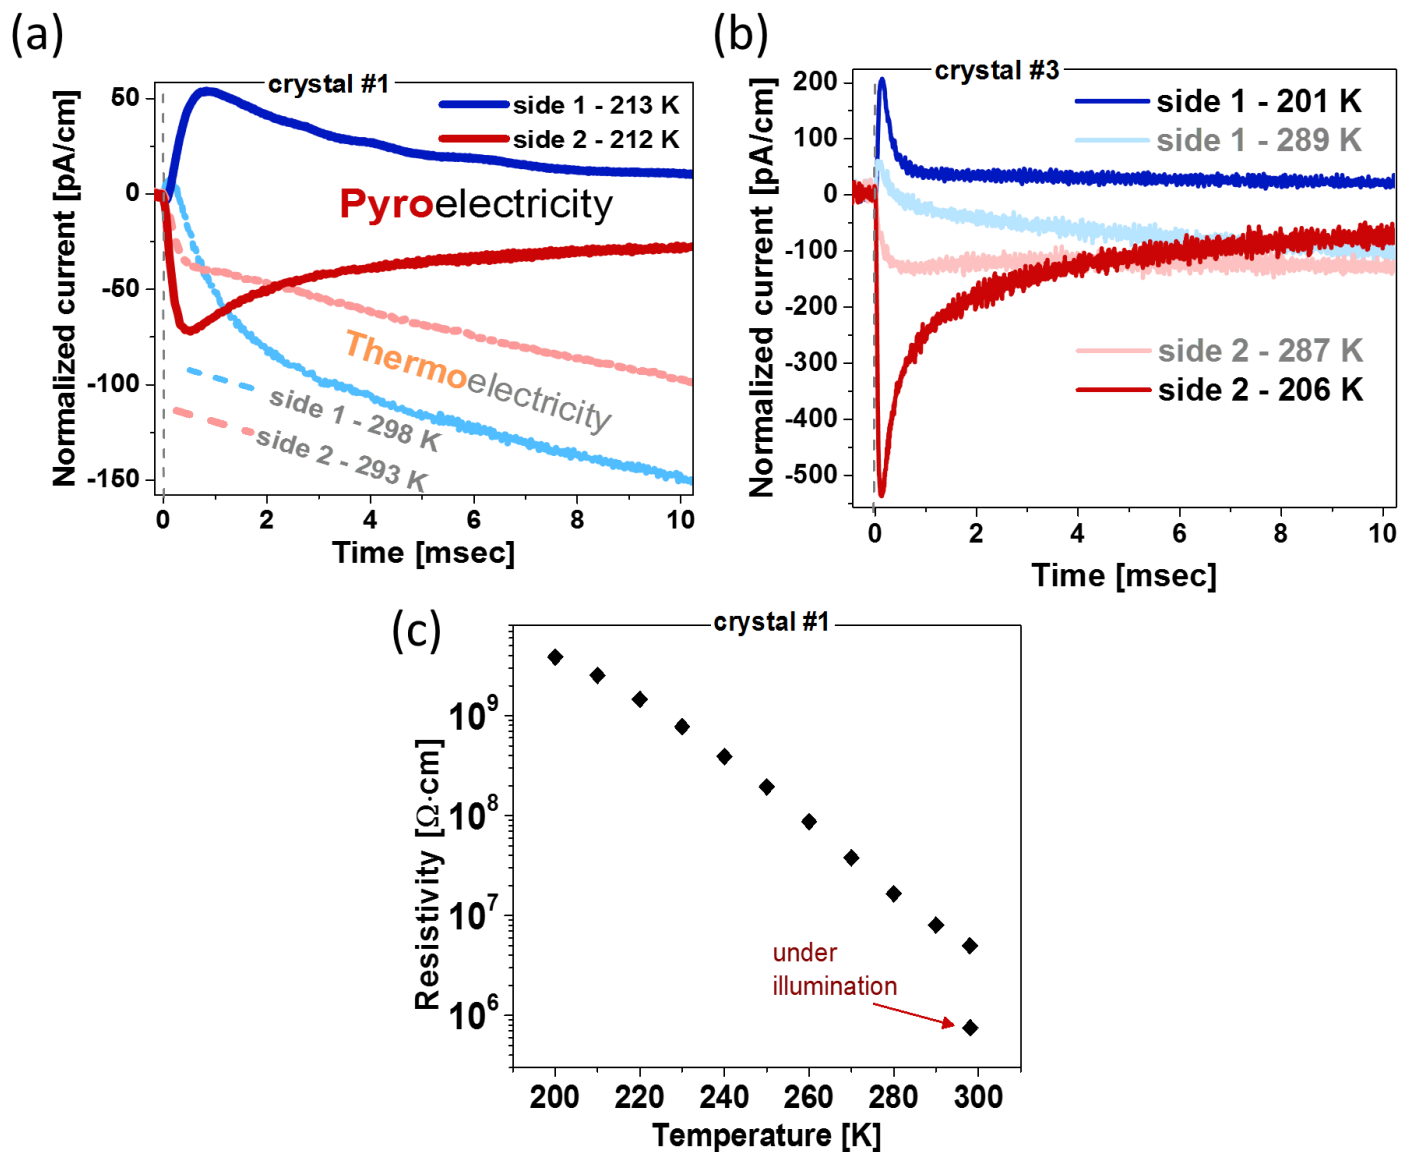 (a)
crystal #1
Normalized current [pA/cm]
50
0
-50
-100
-150
side 1 - 213 K
side 2 - 212 K
Pyroelectricity
Thermoelectricity
side 1 - 298 K
side 2 - 293 K
0 2 4 6 8 10
Time [msec]
(b)
crystal #3
Normalized current [pA/cm]
200
100
0
-100
-200
-300
-400
-500
side 1 - 201 K
side 1 - 289 K
side 2 - 287 K
side 2 - 206 K
0 2 4 6 8 10
Time [msec]
(c)
crystal #1
Resistivity [Ω·cm]
10⁹
10⁸
10⁷
10⁶
under
illumination
200 220 240 260 280 300
Temperature [K]